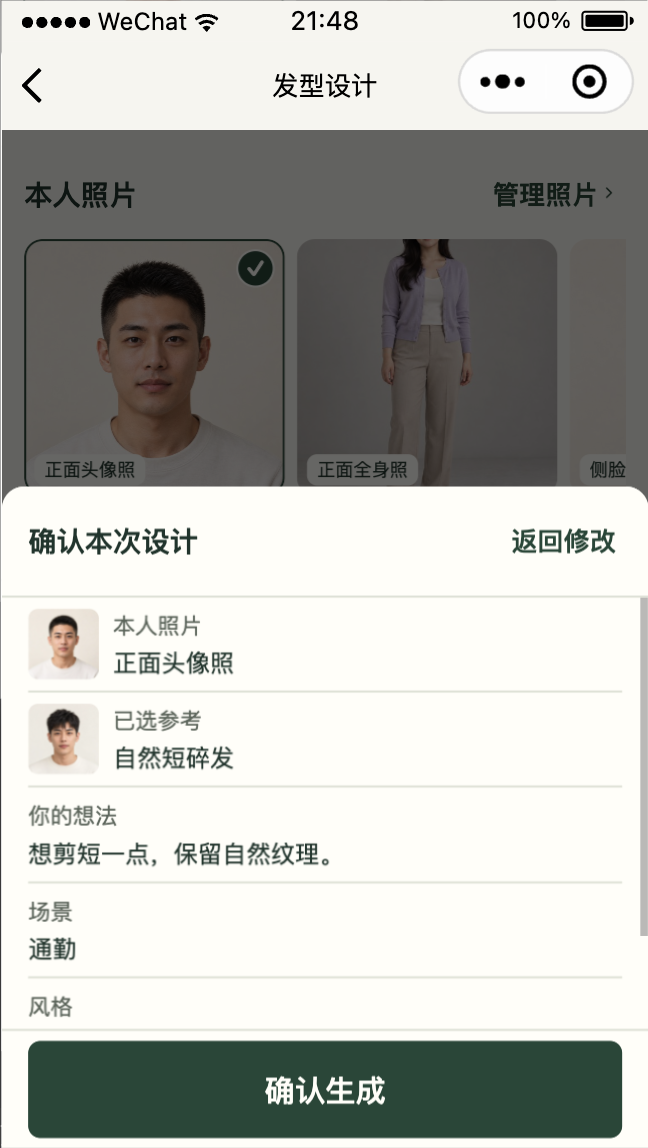 ●●●●● WeChat 21:48 100%
发型设计
本人照片 管理照片
正面头像照 正面全身照 侧脸
确认本次设计 返回修改
本人照片
正面头像照
已选参考
自然短碎发
你的想法
想剪短一点，保留自然纹理。
场景
通勤
风格
确认生成